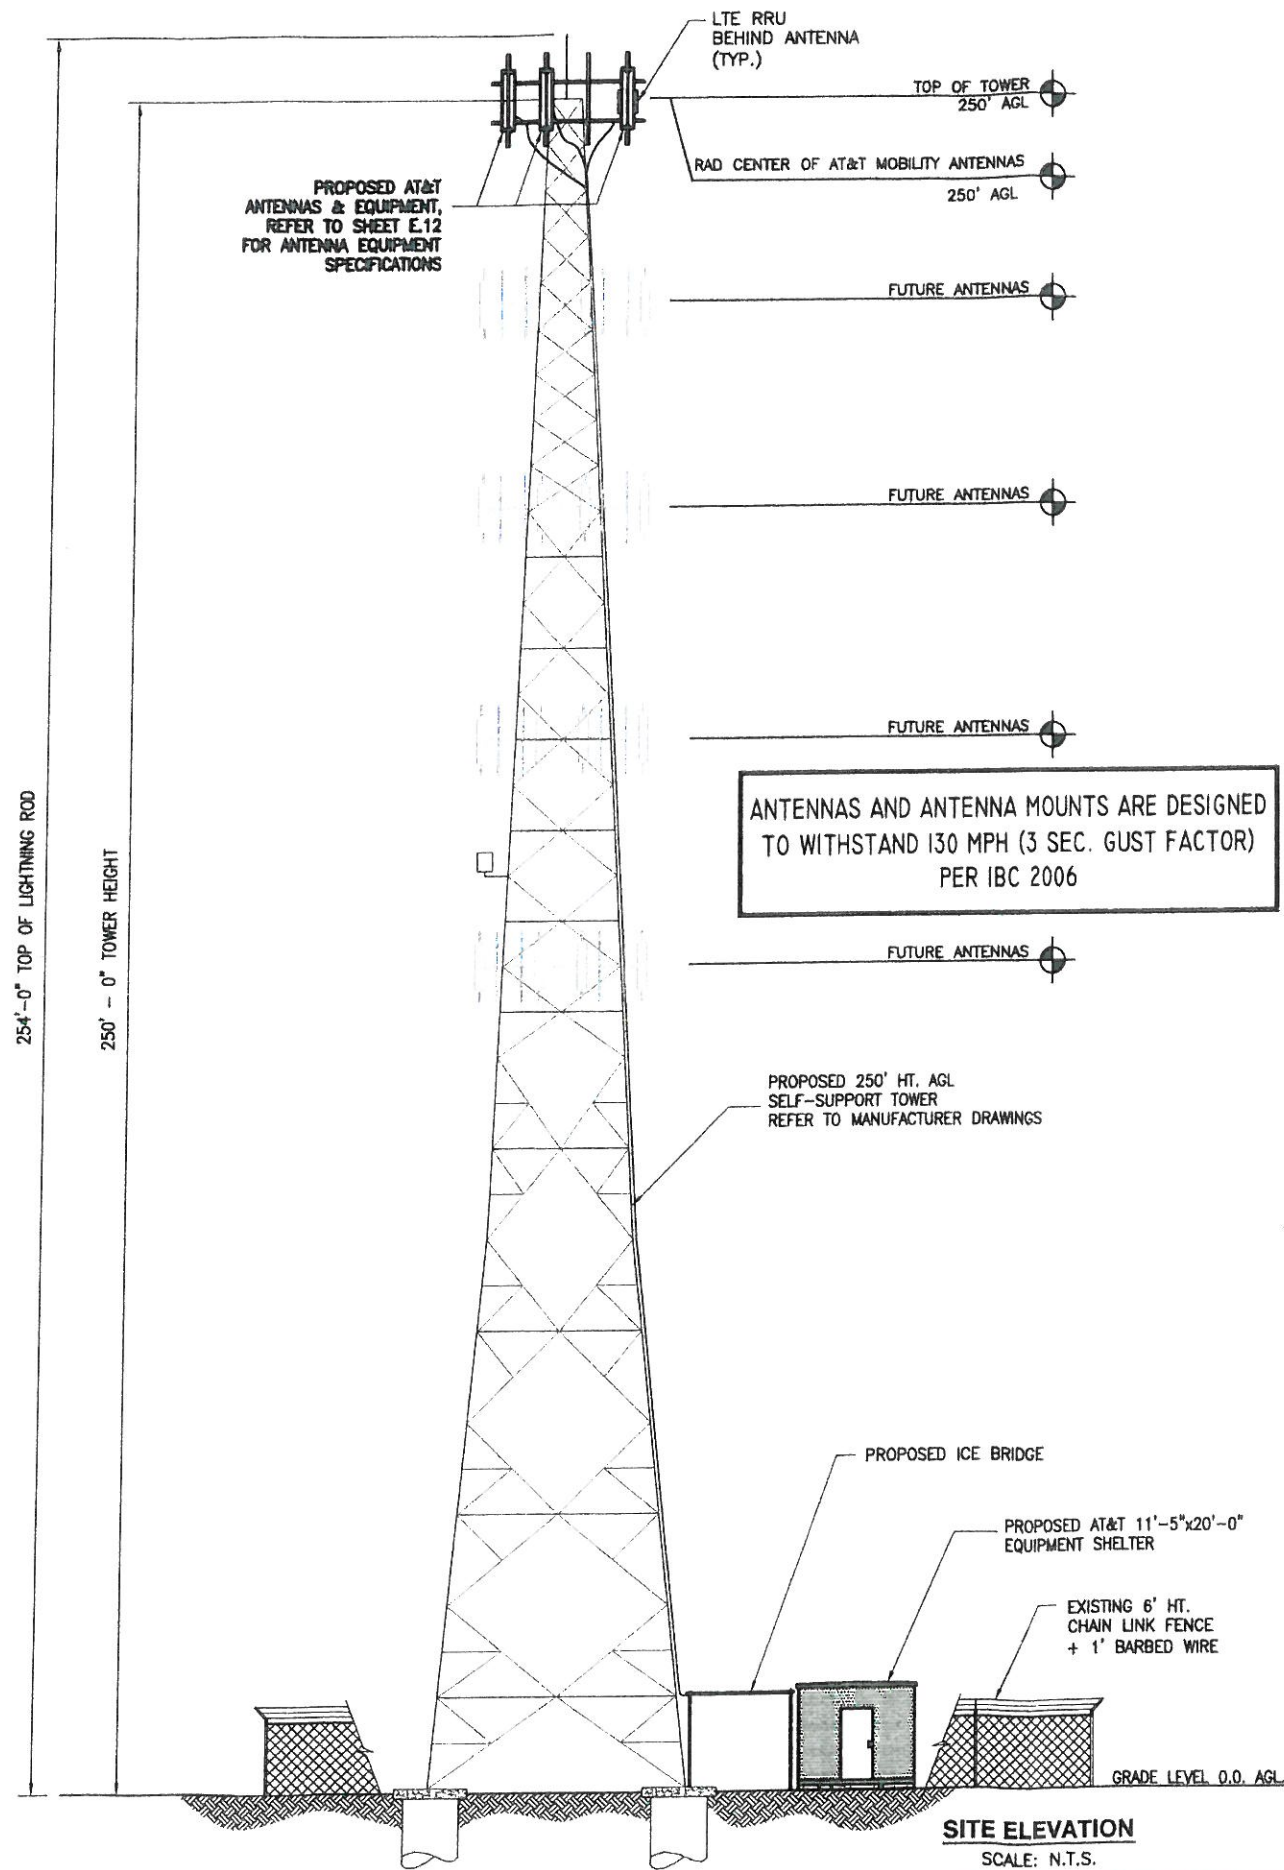 LTE RRU
BEHIND ANTENNA
(TYP.)
TOP OF TOWER
250' AGL
RAD CENTER OF AT&T MOBILITY ANTENNAS
250' AGL
PROPOSED AT&T
ANTENNAS & EQUIPMENT,
REFER TO SHEET E.12
FOR ANTENNA EQUIPMENT
SPECIFICATIONS
FUTURE ANTENNAS
FUTURE ANTENNAS
FUTURE ANTENNAS
ANTENNAS AND ANTENNA MOUNTS ARE DESIGNED
TO WITHSTAND 130 MPH (3 SEC. GUST FACTOR)
PER IBC 2006
FUTURE ANTENNAS
254'-0" TOP OF LIGHTNING ROD
250' - 0" TOWER HEIGHT
PROPOSED 250' HT. AGL
SELF-SUPPORT TOWER
REFER TO MANUFACTURER DRAWINGS
PROPOSED ICE BRIDGE
PROPOSED AT&T 11'-5"x20'-0"
EQUIPMENT SHELTER
EXISTING 6' HT.
CHAIN LINK FENCE
+ 1' BARBED WIRE
GRADE LEVEL 0.0. AGL.
SITE ELEVATION
SCALE: N.T.S.